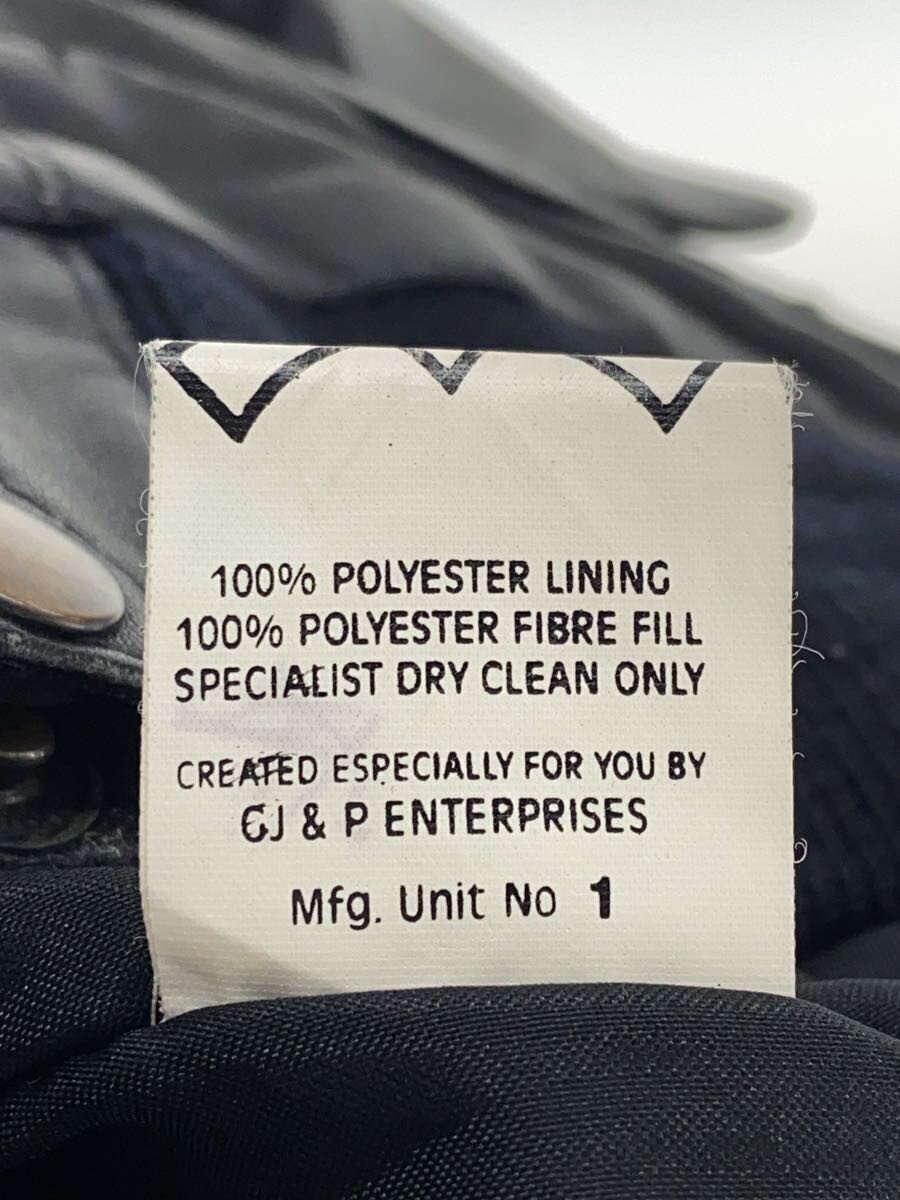 100% POLYESTER LINING
100% POLYESTER FIBRE FILL
SPECIALIST DRY CLEAN ONLY
CREATED ESPECIALLY FOR YOU BY
CJ & P ENTERPRISES
Mfg. Unit No 1